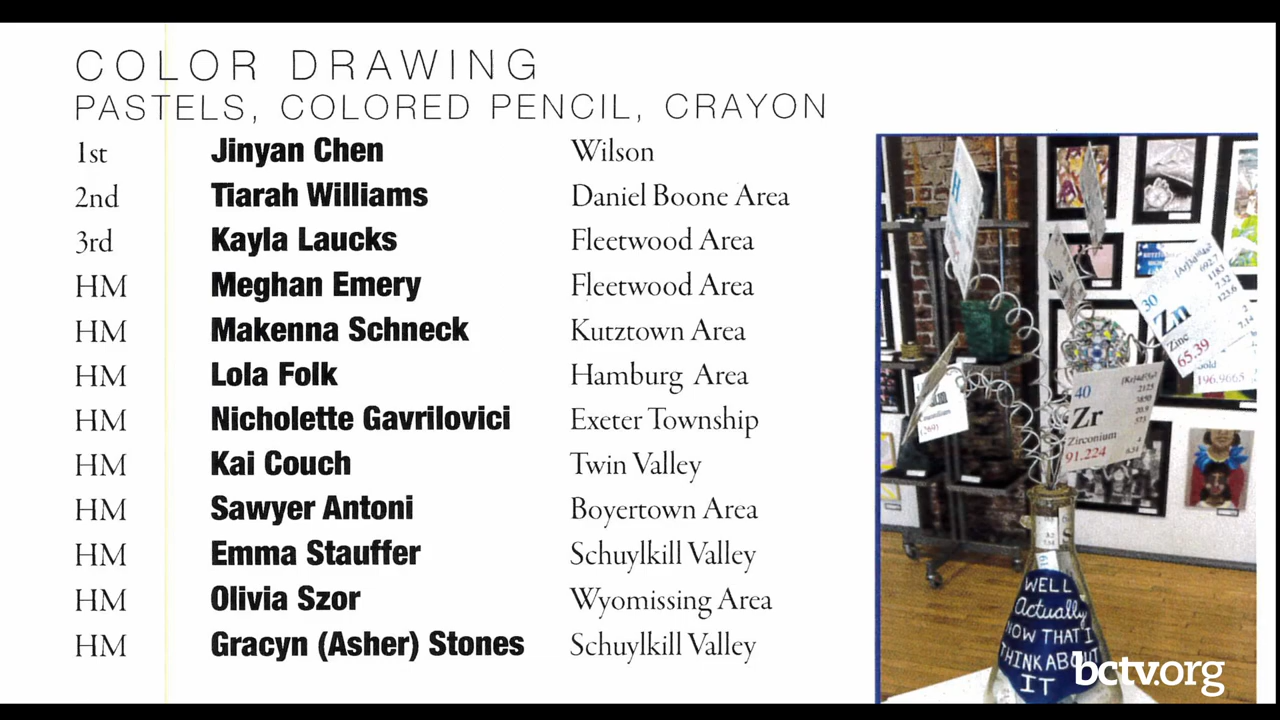 COLOR DRAWING
PASTELS, COLORED PENCIL, CRAYON
1st Jinyan Chen Wilson
2nd Tiarah Williams Daniel Boone Area
3rd Kayla Laucks Fleetwood Area
HM Meghan Emery Fleetwood Area
HM Makenna Schneck Kutztown Area
HM Lola Folk Hamburg Area
HM Nicholette Gavrilovici Exeter Township
HM Kai Couch Twin Valley
HM Sawyer Antoni Boyertown Area
HM Emma Stauffer Schuylkill Valley
HM Olivia Szor Wyomissing Area
HM Gracyn (Asher) Stones Schuylkill Valley
H
30
Zn
Zinc
65.39
196.9665
40
Zr
Zirconium
91.224
WELL
Actually
NOW THAT I
THINK ABOUT
IT
bctv.org